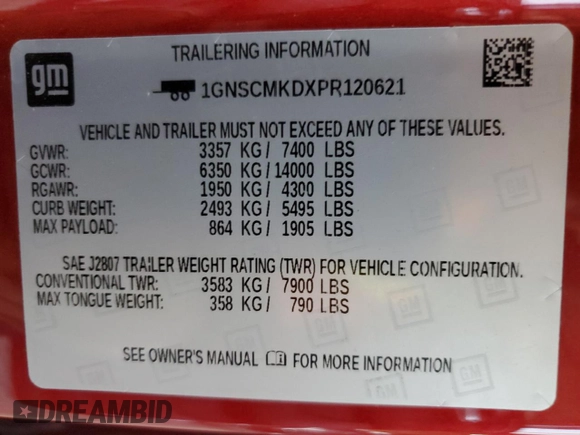 gm
TRAILERING INFORMATION
1GNSCMKDXPR120621
VEHICLE AND TRAILER MUST NOT EXCEED ANY OF THESE VALUES.
GVWR: 3357 KG/ 7400 LBS
GCWR: 6350 KG/14000 LBS
RGAWR: 1950 KG/ 4300 LBS
CURB WEIGHT: 2493 KG/ 5495 LBS
MAX PAYLOAD: 864 KG/ 1905 LBS
SAE J2807 TRAILER WEIGHT RATING (TWR) FOR VEHICLE CONFIGURATION.
CONVENTIONAL TWR: 3583 KG/ 7900 LBS
MAX TONGUE WEIGHT: 358 KG/ 790 LBS
SEE OWNER'S MANUAL FOR MORE INFORMATION
DREAMBID